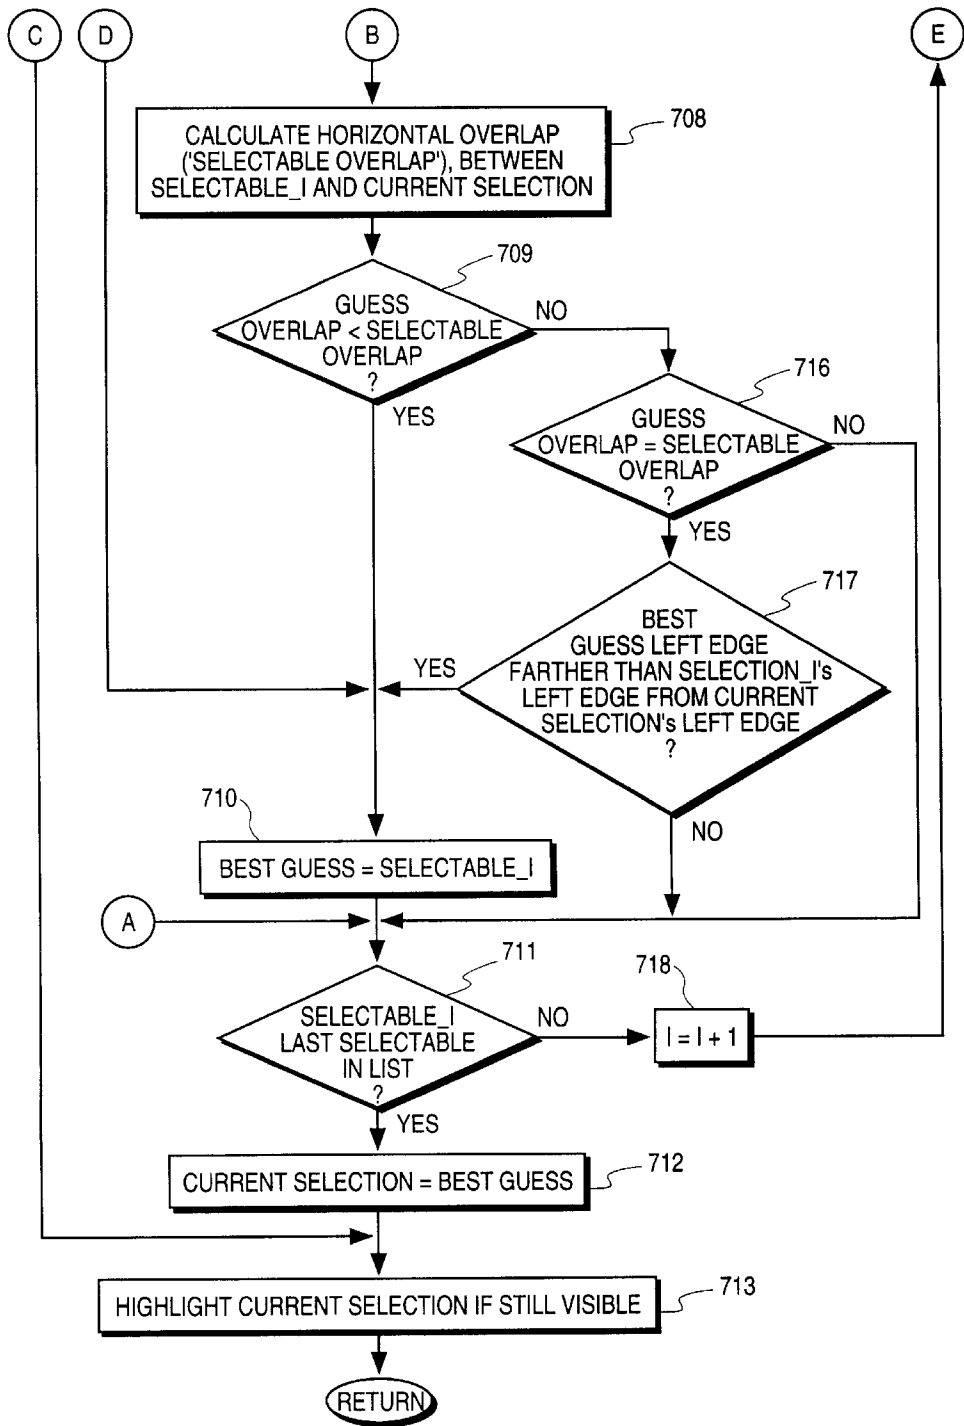 C
D
B
E
CALCULATE HORIZONTAL OVERLAP
('SELECTABLE OVERLAP'), BETWEEN
SELECTABLE_I AND CURRENT SELECTION
708
709
GUESS
OVERLAP < SELECTABLE
OVERLAP
?
NO
YES
716
GUESS
OVERLAP = SELECTABLE
OVERLAP
?
NO
YES
717
BEST
GUESS LEFT EDGE
FARTHER THAN SELECTION_I's
LEFT EDGE FROM CURRENT
SELECTION's LEFT EDGE
?
YES
NO
710
BEST GUESS = SELECTABLE_I
A
711
SELECTABLE_I
LAST SELECTABLE
IN LIST
?
NO
YES
718
I = I + 1
CURRENT SELECTION = BEST GUESS
712
HIGHLIGHT CURRENT SELECTION IF STILL VISIBLE
713
RETURN